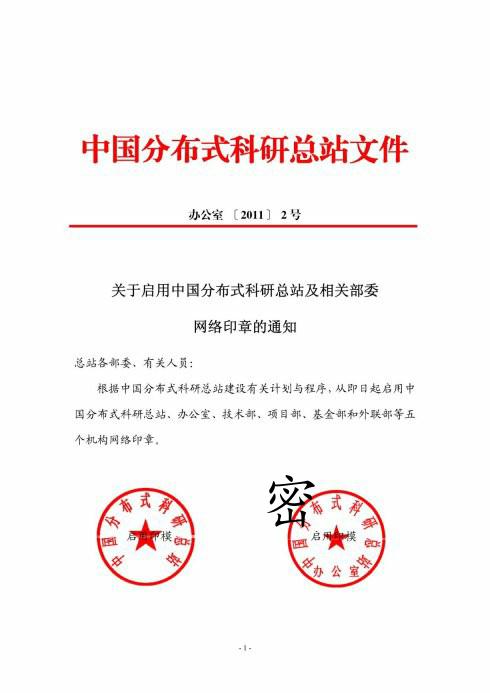 中国分布式科研总站文件
办公室 〔2011〕 2号
关于启用中国分布式科研总站及相关部委
网络印章的通知
总站各部委、有关人员：
根据中国分布式科研总站建设有关计划与程序，从即日起启用中
国分布式科研总站、办公室、技术部、项目部、基金部和外联部等五
个机构网络印章。
密
中国分布式科研总站
启用印模
中国分布式科研总站
启用印模
办公室
- 1 -